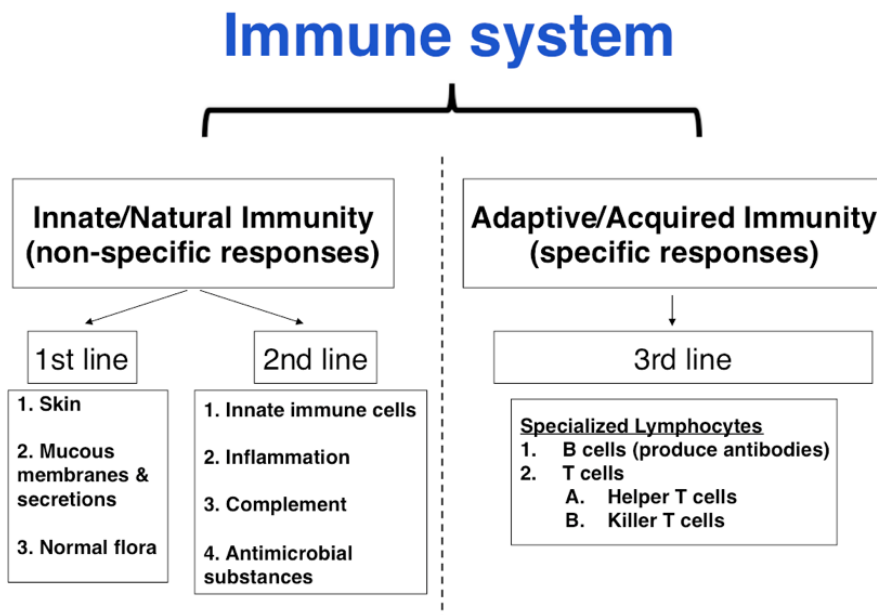 Immune system
Innate/Natural Immunity
(non-specific responses)
Adaptive/Acquired Immunity
(specific responses)
1st line
2nd line
3rd line
1. Skin
2. Mucous
membranes &
secretions
3. Normal flora
1. Innate immune cells
2. Inflammation
3. Complement
4. Antimicrobial
substances
Specialized Lymphocytes
1. B cells (produce antibodies)
2. T cells
A. Helper T cells
B. Killer T cells